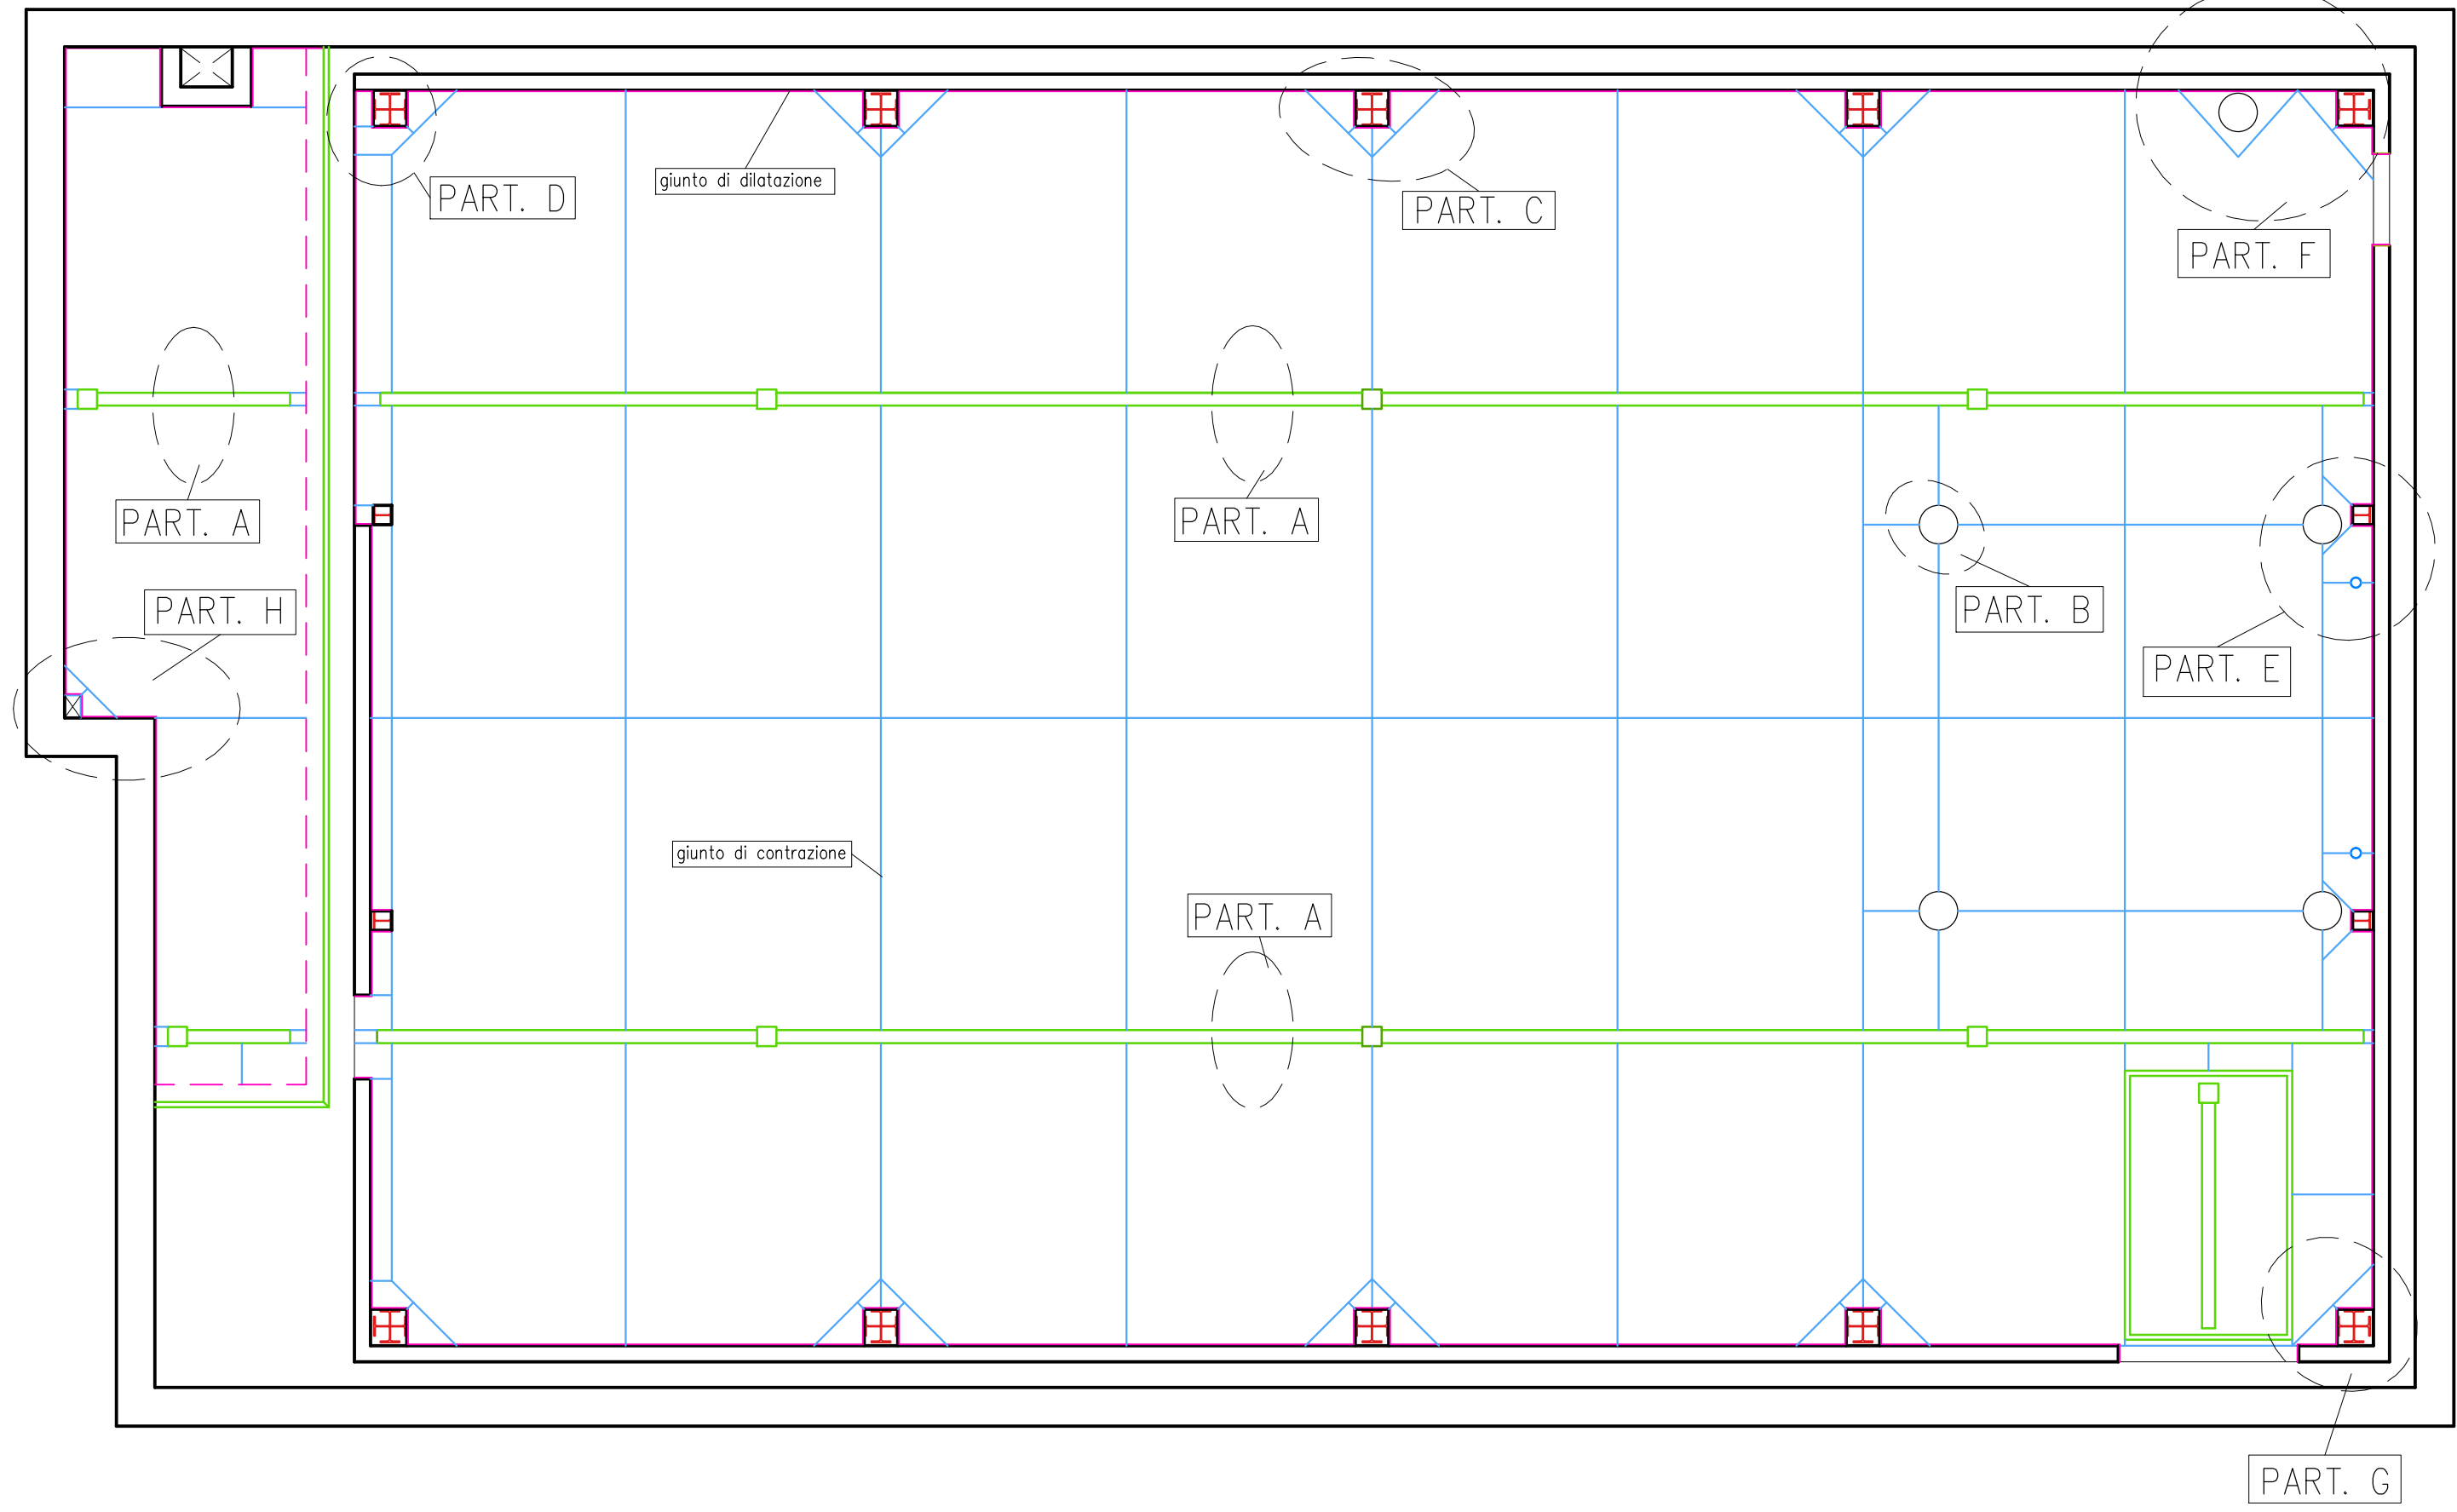 giunto di dilatazione
PART. D
PART. C
PART. F
PART. A
PART. A
PART. H
PART. B
PART. E
giunto di contrazione
PART. A
PART. G